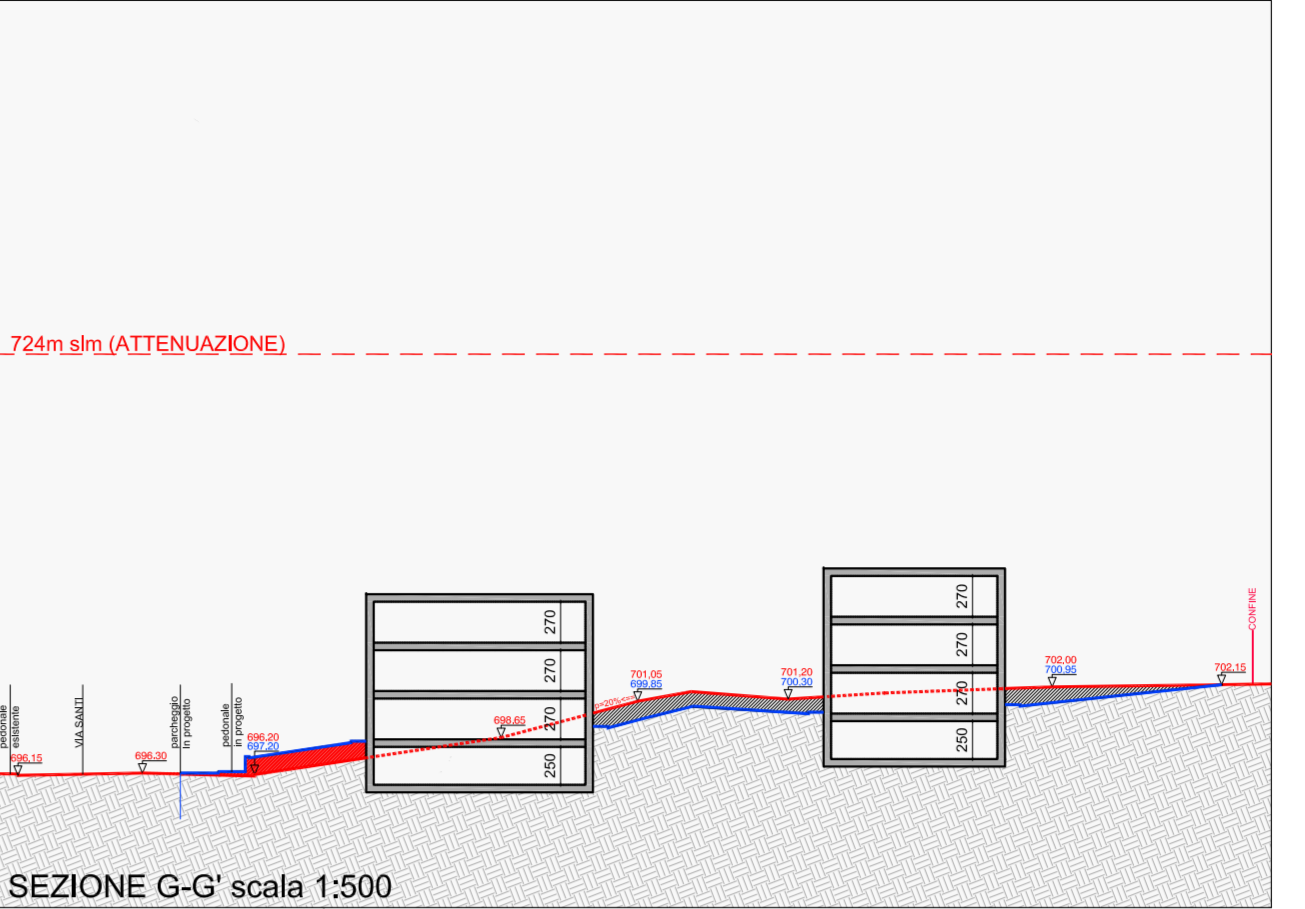 724m slm (ATTENUAZIONE)
270
270
270
250
270
270
270
250
CONFINE
pedonale
esistente
VIA SANTI
parcheggio
In progetto
pedonale
in progetto
696,15
696,30
696,20
697,20
698,65
p>20%<=>
701,05
699,85
701,20
700,30
702,00
700,95
702,15
SEZIONE G-G' scala 1:500